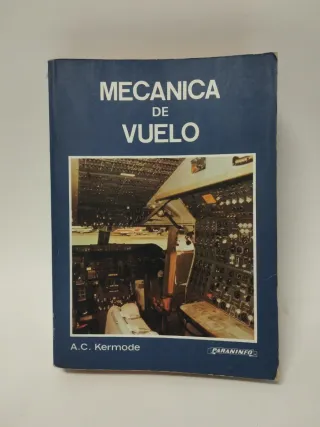 MECANICA
DE
VUELO
A.C. Kermode
PARANINFO